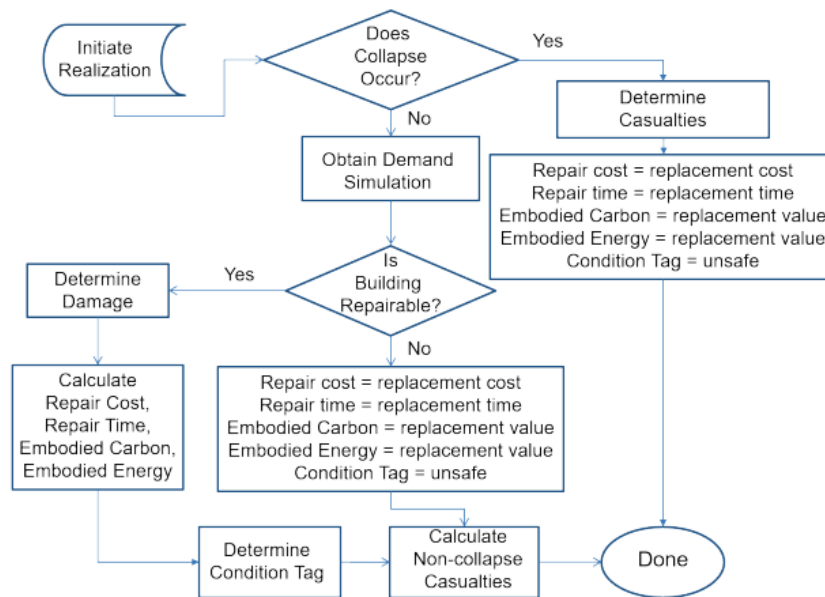 Initiate
Realization
Does
Collapse
Occur?
Yes
Determine
Casualties
No
Obtain Demand
Simulation
Repair cost = replacement cost
Repair time = replacement time
Embodied Carbon = replacement value
Embodied Energy = replacement value
Condition Tag = unsafe
Is
Building
Repairable?
Yes
Determine
Damage
No
Calculate
Repair Cost,
Repair Time,
Embodied Carbon,
Embodied Energy
Repair cost = replacement cost
Repair time = replacement time
Embodied Carbon = replacement value
Embodied Energy = replacement value
Condition Tag = unsafe
Determine
Condition Tag
Calculate
Non-collapse
Casualties
Done